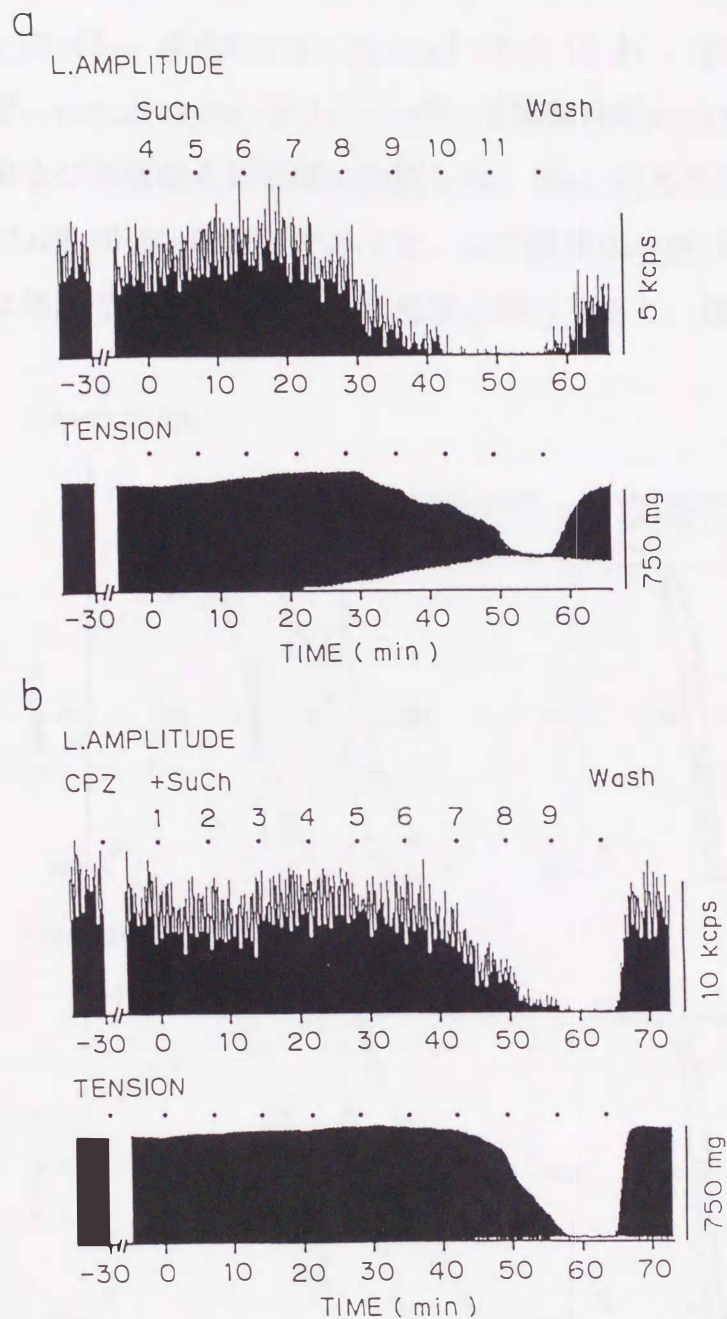 a
L.AMPLITUDE
SuCh Wash
4 5 6 7 8 9 10 11
5 kcps
-30 0 10 20 30 40 50 60
TENSION
750 mg
-30 0 10 20 30 40 50 60
TIME ( min )
b
L.AMPLITUDE
CPZ +SuCh Wash
1 2 3 4 5 6 7 8 9
10 kcps
-30 0 10 20 30 40 50 60 70
TENSION
750 mg
-30 0 10 20 30 40 50 60 70
TIME ( min )